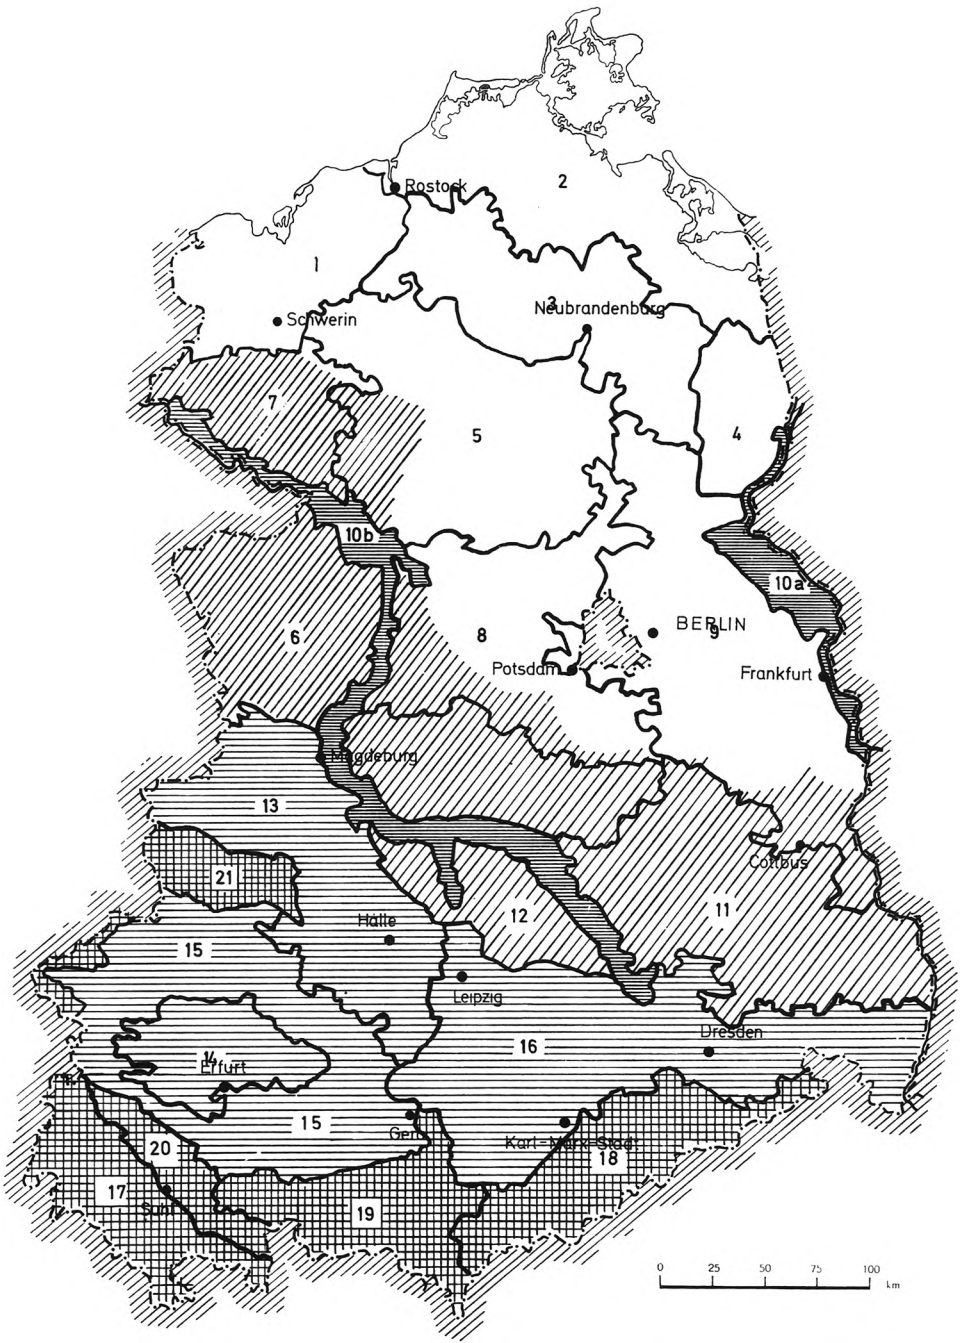 Rostock
2
1
3
Neubrandenburg
Schwerin
7
5
4
10b
10a
6
8
BERLIN
9
Potsdam
Frankfurt
Magdeburg
13
21
Cottbus
12
11
Halle
15
Leipzig
16
Dresden
14
Erfurt
15
Gera
Karl-Marx-Stadt
20
18
17
Suhl
19
0 25 50 75 100
km